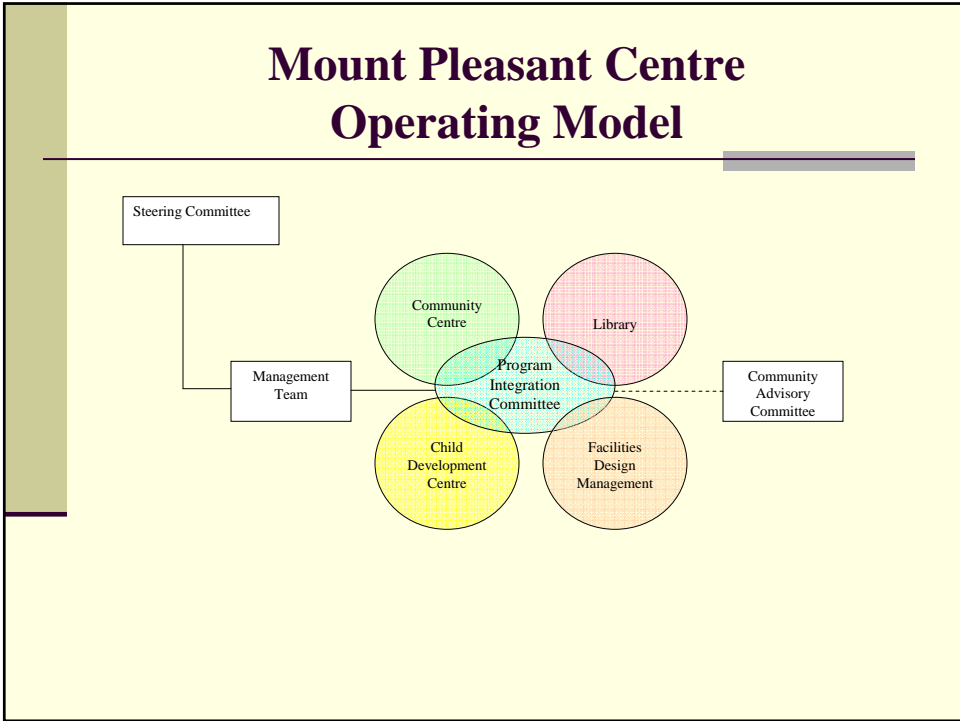 Mount Pleasant Centre
Operating Model
Steering Committee
Community
Centre
Library
Program
Integration
Committee
Management
Team
Community
Advisory
Committee
Child
Development
Centre
Facilities
Design
Management